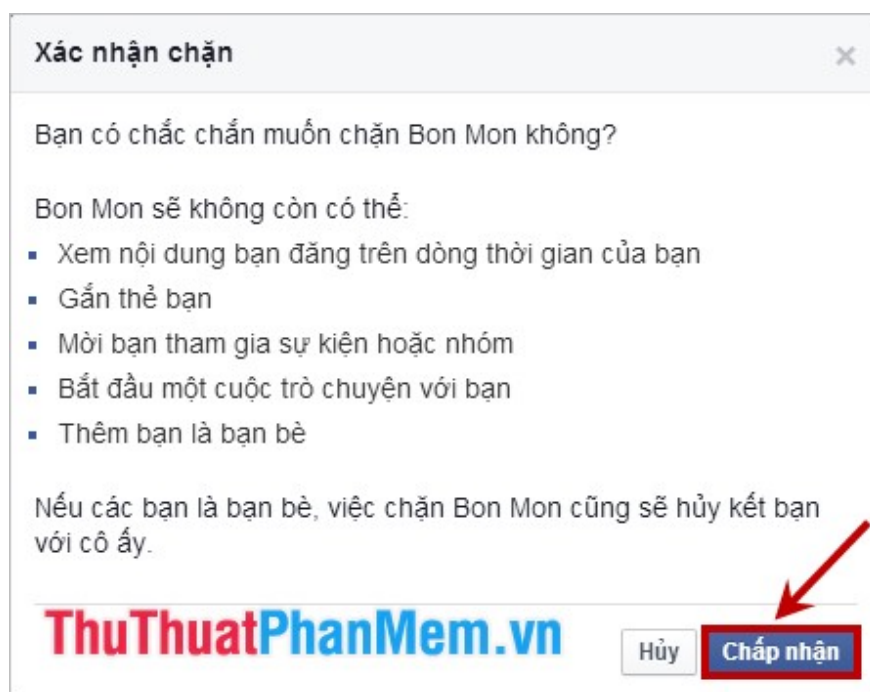 Xác nhận chặn
Bạn có chắc chắn muốn chặn Bon Mon không?
Bon Mon sẽ không còn có thể:
Xem nội dung bạn đăng trên dòng thời gian của bạn
Gắn thẻ bạn
Mời bạn tham gia sự kiện hoặc nhóm
Bắt đầu một cuộc trò chuyện với bạn
Thêm bạn là bạn bè
Nếu các bạn là bạn bè, việc chặn Bon Mon cũng sẽ hủy kết bạn
với cô ấy.
ThuThuatPhanMem.vn
Hủy Chấp nhận